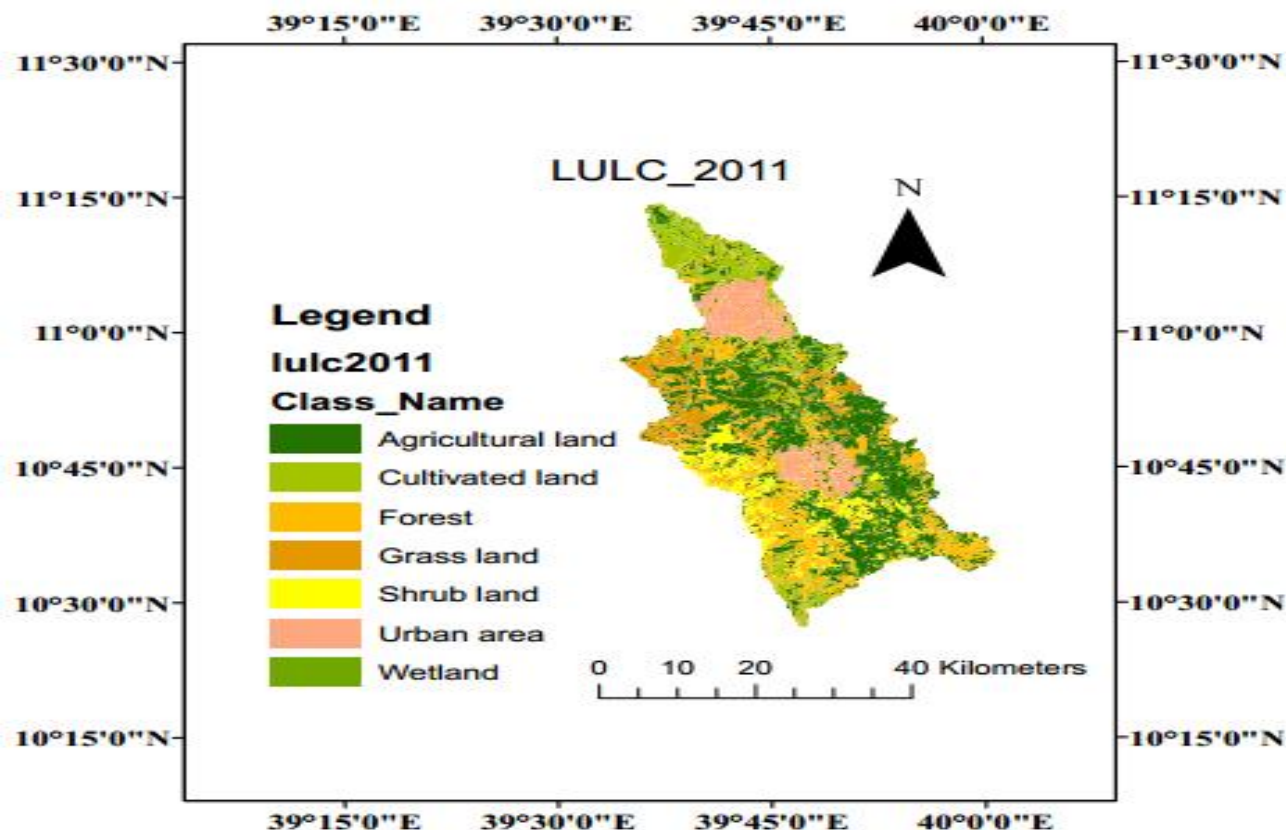 39°15'0"E 39°30'0"E 39°45'0"E 40°0'0"E
11°30'0"N 11°30'0"N
LULC_2011
N
11°15'0"N 11°15'0"N
Legend
11°0'0"N 11°0'0"N
lulc2011
Class_Name
Agricultural land
10°45'0"N 10°45'0"N
Cultivated land
Forest
Grass land
Shrub land
10°30'0"N 10°30'0"N
Urban area
Wetland
0 10 20 40 Kilometers
10°15'0"N 10°15'0"N
39°15'0"E 39°30'0"E 39°45'0"E 40°0'0"E